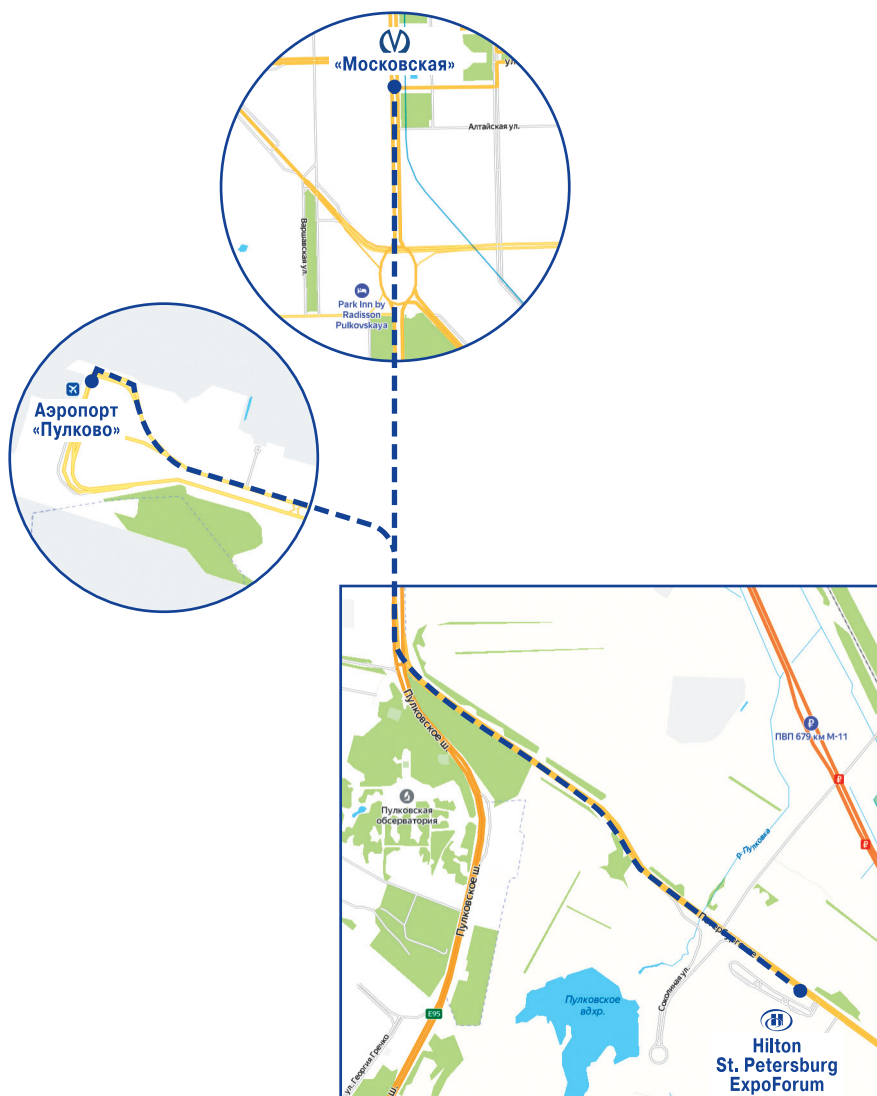 «Московская»
ул.
Алтайская ул.
Варшавская ул.
Park Inn by
Radisson
Pulkovskaya
Аэропорт
«Пулково»
Пулковское ш.
₽
ПВП 679 км М-11
₽
₽
Пулковская
обсерватория
р. Пулковка
Пулковское ш.
Соколиная ул.
Пулковское
вдхр.
E95
ул. Георгия Гречко
ш.
Hilton
St. Petersburg
ExpoForum